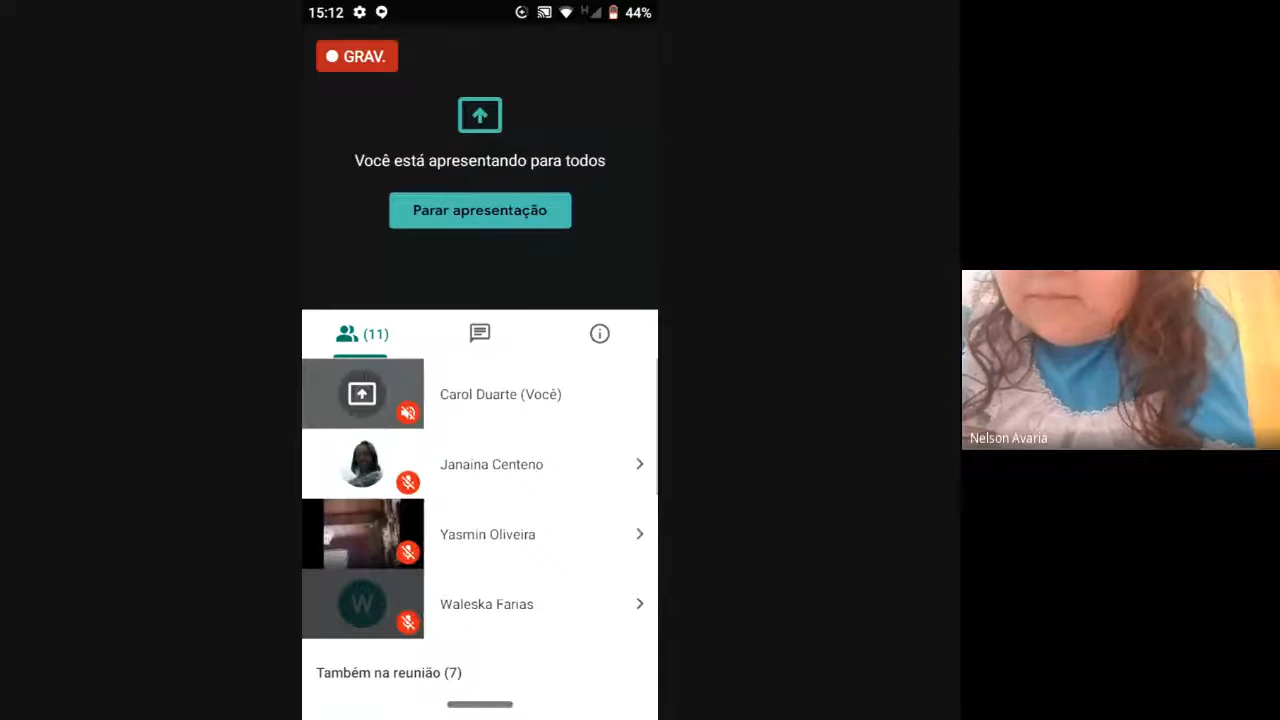 15:12
H
44%
GRAV.
Você está apresentando para todos
Parar apresentação
(11)
Carol Duarte (Você)
Janaina Centeno
Yasmin Oliveira
W
Waleska Farias
Também na reunião (7)
Nelson Avaria